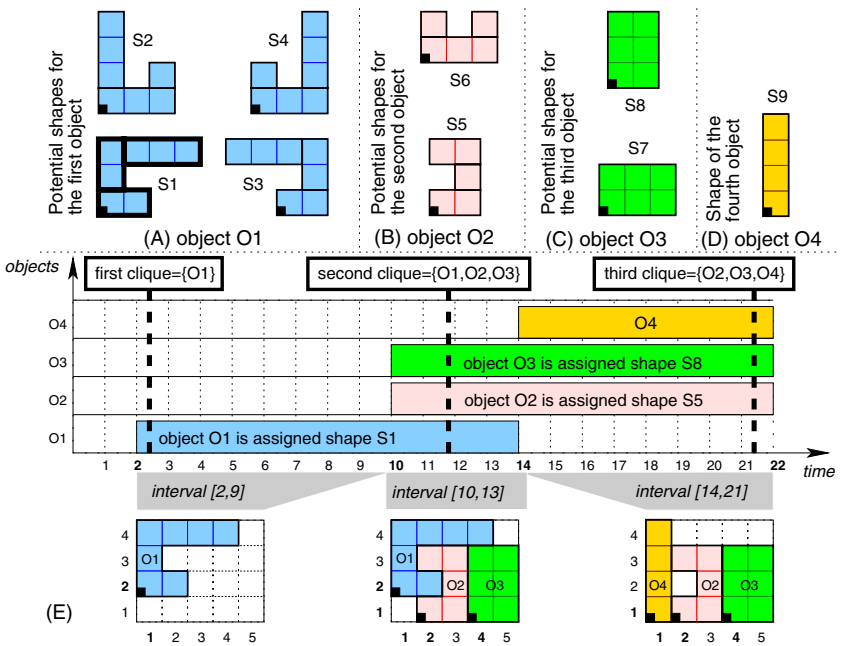 Potential shapes for
the first object
S2
S4
S1
S3
(A) object O1
Potential shapes for
the second object
S6
S5
(B) object O2
Potential shapes for
the third object
S8
S7
(C) object O3
Shape of the
fourth object
S9
(D) object O4
objects
first clique={O1}
second clique={O1,O2,O3}
third clique={O2,O3,O4}
O4
O4
O3
object O3 is assigned shape S8
O2
object O2 is assigned shape S5
O1
object O1 is assigned shape S1
1 2 3 4 5 6 7 8 9 10 11 12 13 14 15 16 17 18 19 20 21 22
time
interval [2,9]
interval [10,13]
interval [14,21]
(E)
4
3
2
1
O1
1 2 3 4 5
4
3
2
1
O1
O2
O3
1 2 3 4 5
4
3
2
1
O4
O2
O3
1 2 3 4 5